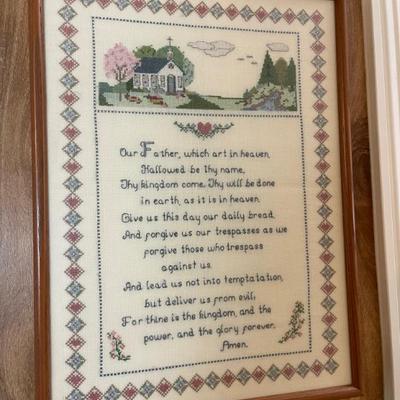 Our Father, which art in heaven,
Hallowed be thy name,
Thy kingdom come, Thy will be done
in earth, as it is in heaven.
Give us this day our daily bread,
And forgive us our trespasses as we
forgive those who trespass
against us.
And lead us not into temptatation,
but deliver us from evil;
For thine is the kingdom, and the
power, and the glory forever.
Amen.